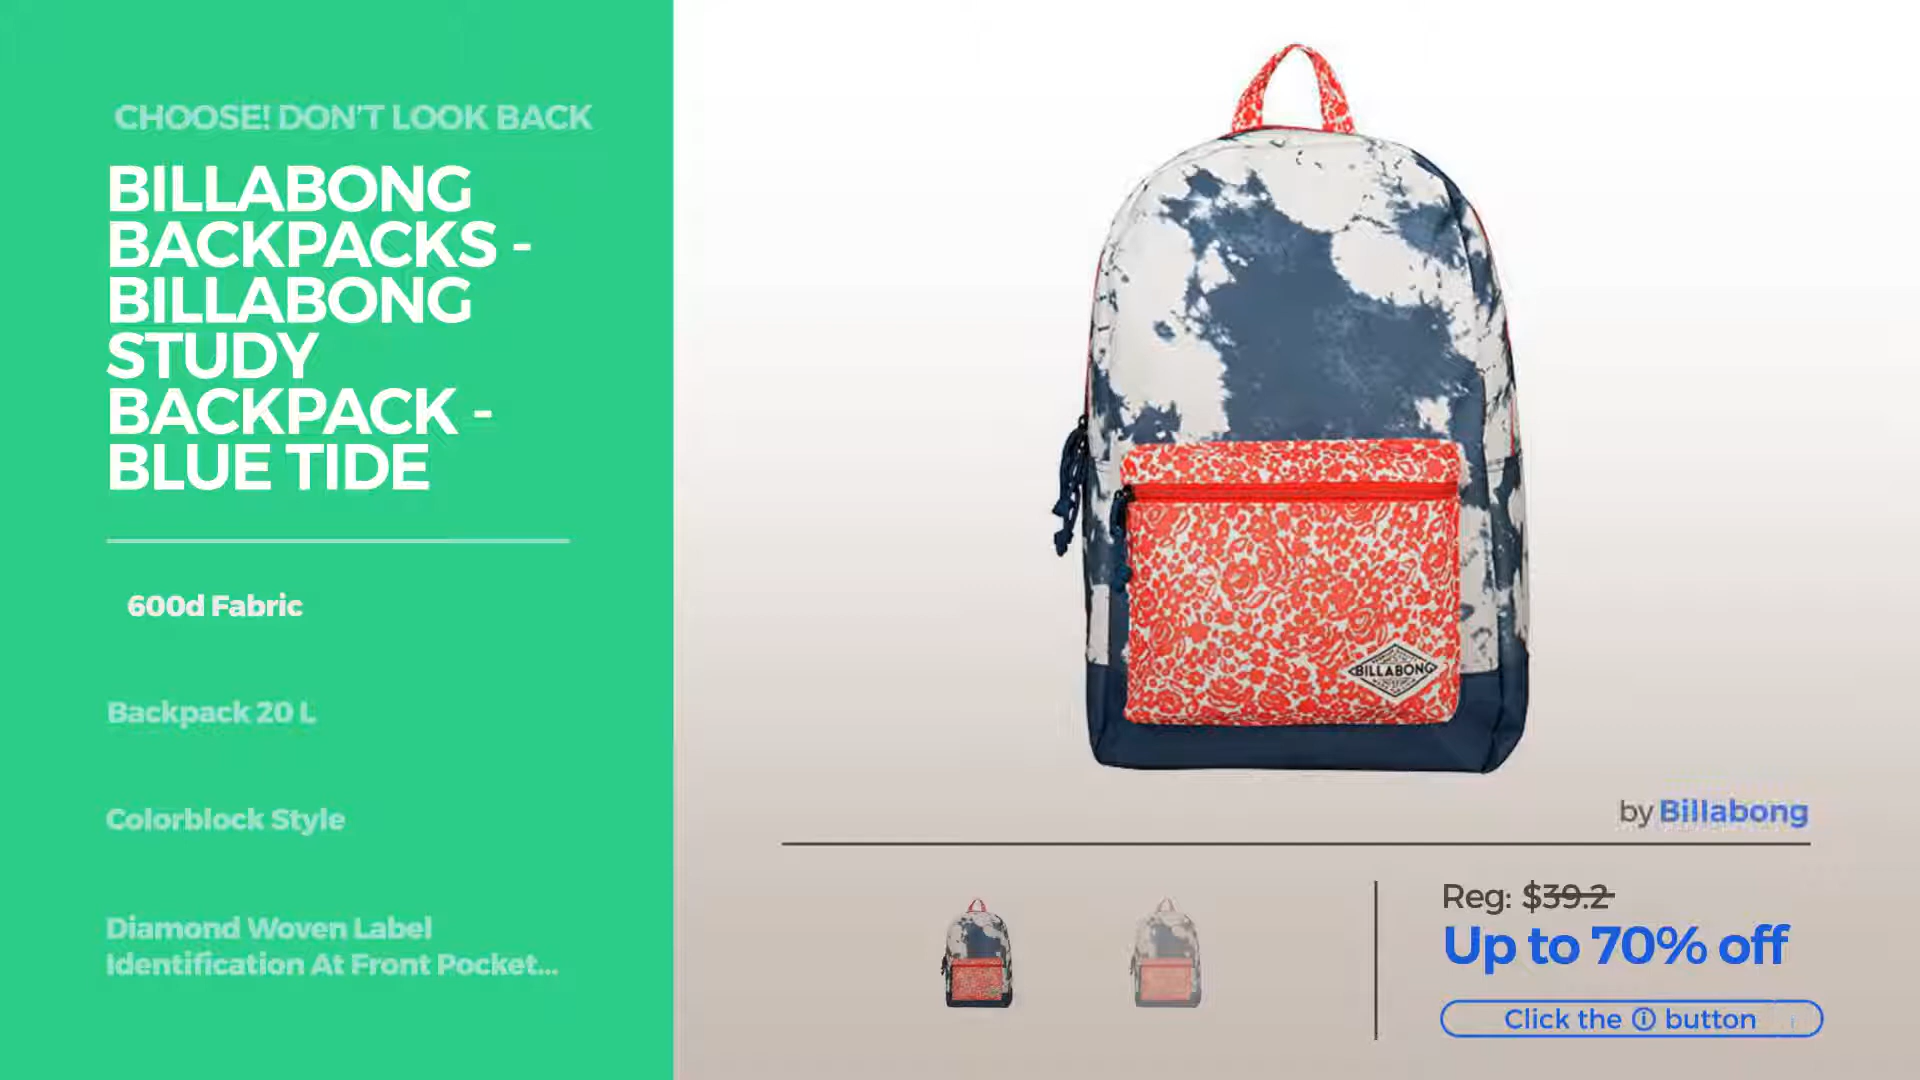 CHOOSE! DON'T LOOK BACK
BILLABONG
BACKPACKS -
BILLABONG
STUDY
BACKPACK -
BLUE TIDE
600d Fabric
Backpack 20 L
Colorblock Style
Diamond Woven Label
Identification At Front Pocket...
BILLABONG
by Billabong
Reg: $39.2
Up to 70% off
Click the ⓘ button